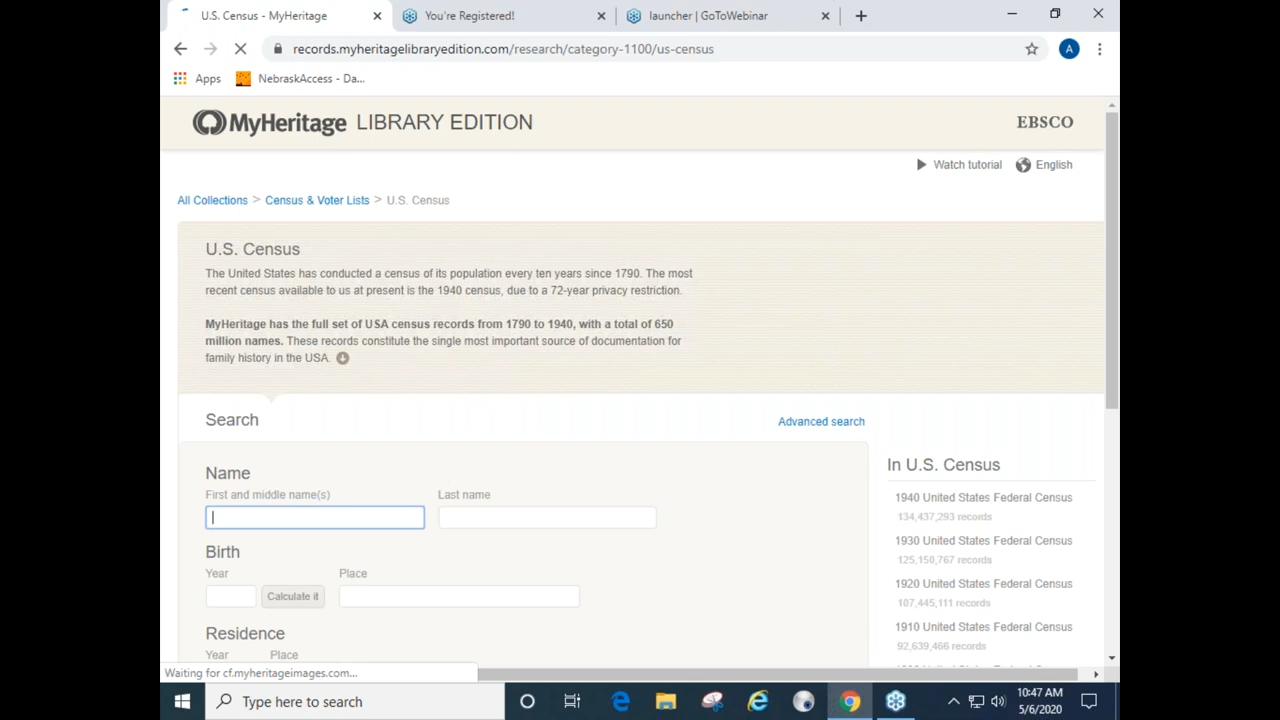 U.S. Census - MyHeritage
You're Registered!
launcher | GoToWebinar
records.myheritagelibraryedition.com/research/category-1100/us-census
A
Apps
NebraskAccess - Da...
MyHeritage LIBRARY EDITION
EBSCO
Watch tutorial
English
All Collections > Census & Voter Lists > U.S. Census
U.S. Census
The United States has conducted a census of its population every ten years since 1790. The most
recent census available to us at present is the 1940 census, due to a 72-year privacy restriction.
MyHeritage has the full set of USA census records from 1790 to 1940, with a total of 650
million names. These records constitute the single most important source of documentation for
family history in the USA.
Search
Advanced search
Name
First and middle name(s)
Last name
Birth
Year
Place
Calculate it
Residence
Year
Place
In U.S. Census
1940 United States Federal Census
134,437,293 records
1930 United States Federal Census
125,150,767 records
1920 United States Federal Census
107,445,111 records
1910 United States Federal Census
92,639,466 records
Waiting for cf.myheritageimages.com...
Type here to search
10:47 AM
5/6/2020